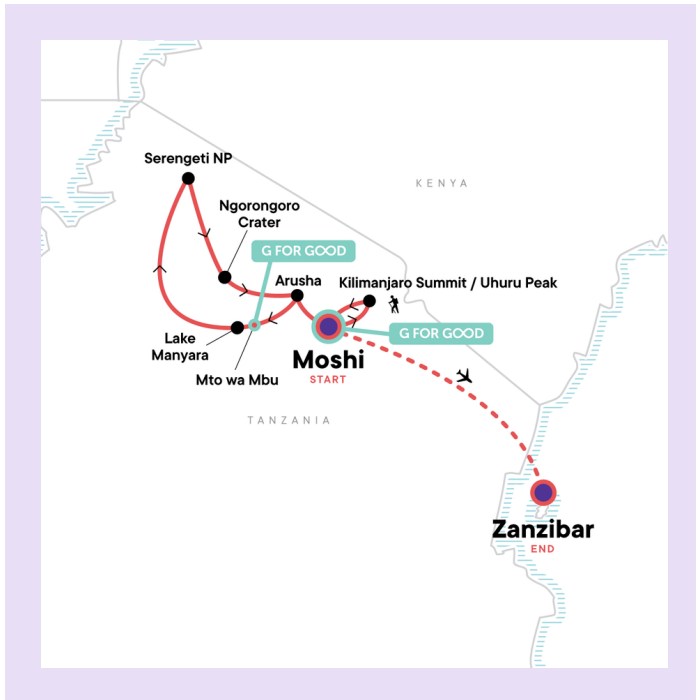 Serengeti NP
KENYA
Ngorongoro
Crater
G FOR GOOD
Arusha
Kilimanjaro Summit / Uhuru Peak
G FOR GOOD
Lake
Manyara
Moshi
START
Mto wa Mbu
TANZANIA
Zanzibar
END